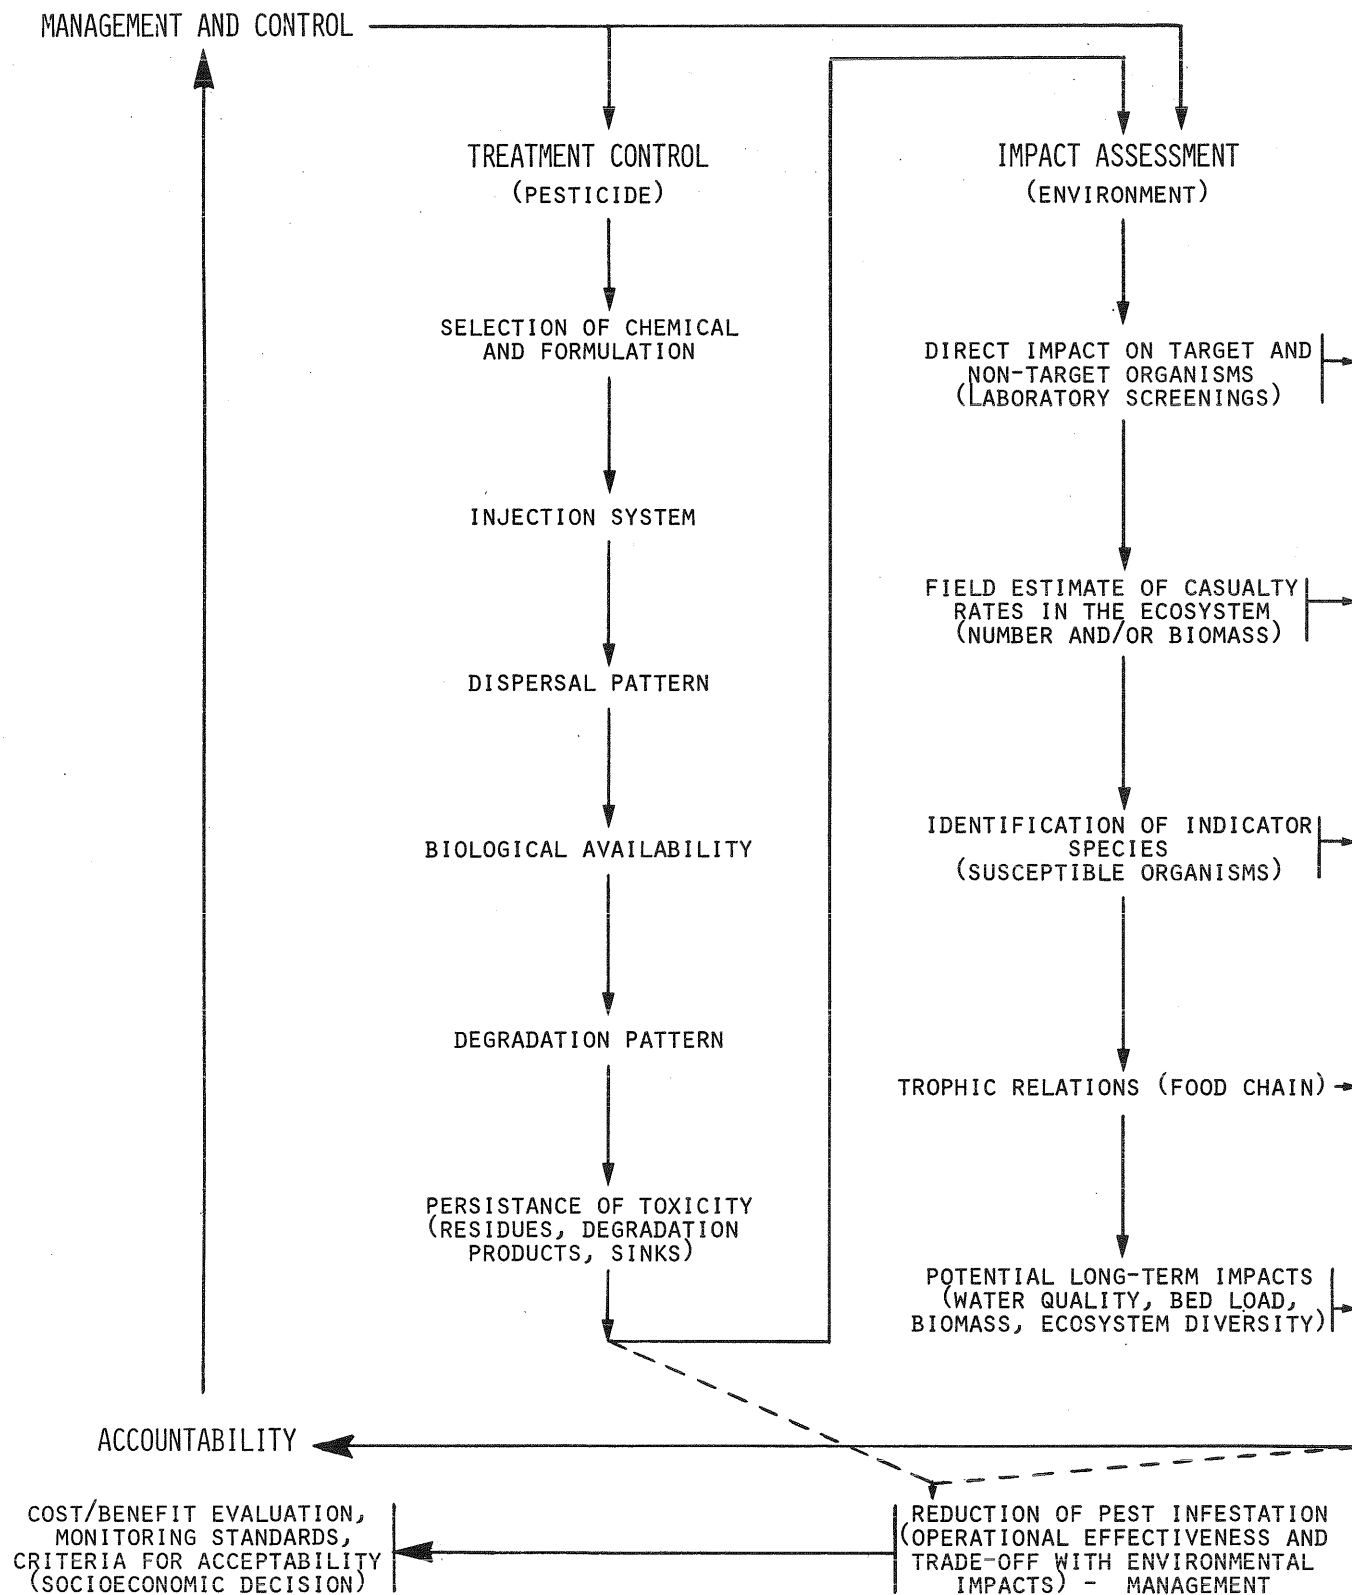 MANAGEMENT AND CONTROL
TREATMENT CONTROL
(PESTICIDE)
SELECTION OF CHEMICAL
AND FORMULATION
INJECTION SYSTEM
DISPERSAL PATTERN
BIOLOGICAL AVAILABILITY
DEGRADATION PATTERN
PERSISTANCE OF TOXICITY
(RESIDUES, DEGRADATION
PRODUCTS, SINKS)
IMPACT ASSESSMENT
(ENVIRONMENT)
DIRECT IMPACT ON TARGET AND
NON-TARGET ORGANISMS
(LABORATORY SCREENINGS)
FIELD ESTIMATE OF CASUALTY
RATES IN THE ECOSYSTEM
(NUMBER AND/OR BIOMASS)
IDENTIFICATION OF INDICATOR
SPECIES
(SUSCEPTIBLE ORGANISMS)
TROPHIC RELATIONS (FOOD CHAIN)
POTENTIAL LONG-TERM IMPACTS
(WATER QUALITY, BED LOAD,
BIOMASS, ECOSYSTEM DIVERSITY)
ACCOUNTABILITY
COST/BENEFIT EVALUATION,
MONITORING STANDARDS,
CRITERIA FOR ACCEPTABILITY
(SOCIOECONOMIC DECISION)
REDUCTION OF PEST INFESTATION
(OPERATIONAL EFFECTIVENESS AND
TRADE-OFF WITH ENVIRONMENTAL
IMPACTS) - MANAGEMENT